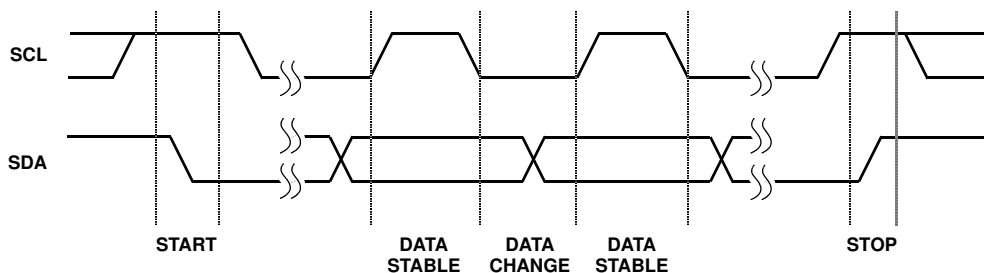 SCL
SDA
START
DATA
STABLE
DATA
CHANGE
DATA
STABLE
STOP